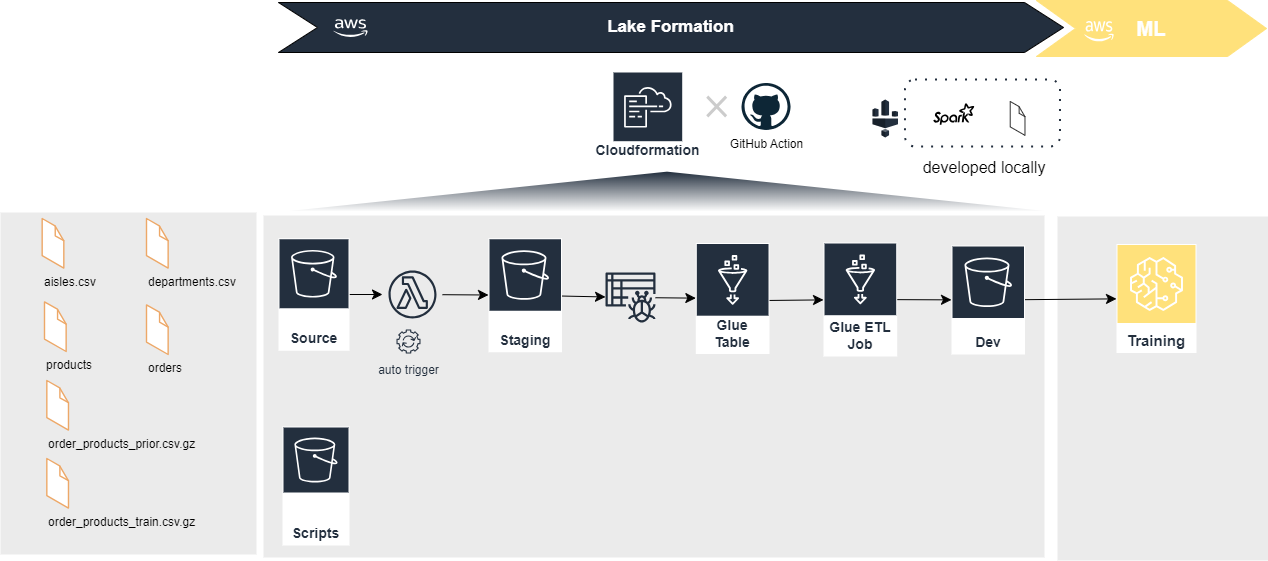 aws
Lake Formation
aws
ML
Cloudformation
GitHub Action
Spark
developed locally
aisles.csv
departments.csv
products
orders
order_products_prior.csv.gz
order_products_train.csv.gz
Source
auto trigger
Staging
Glue
Table
Glue ETL
Job
Dev
Training
Scripts